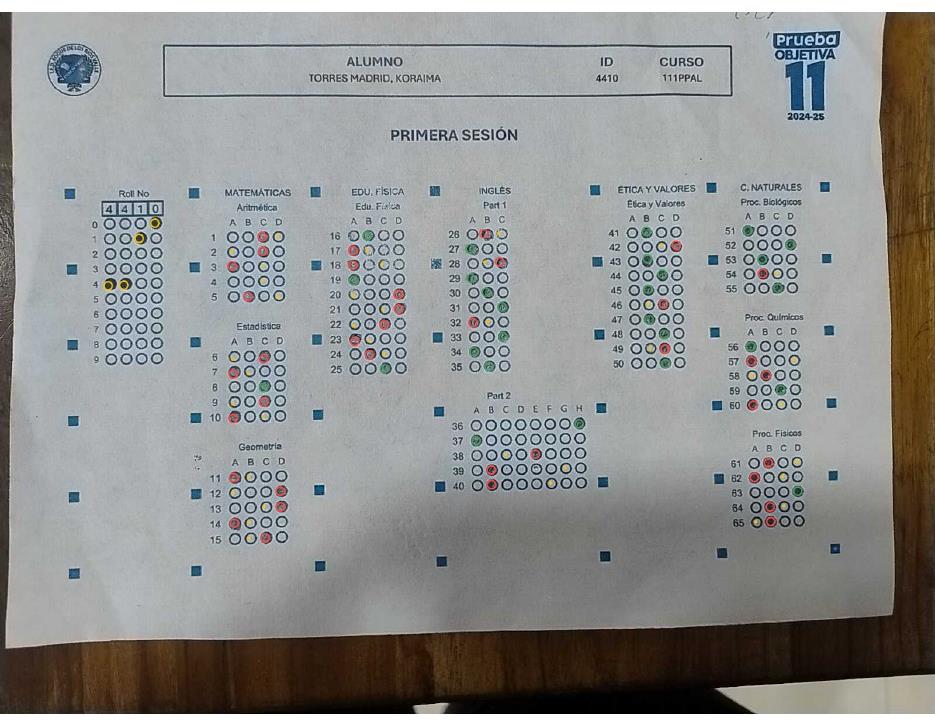 Prueba
OBJETIVA
11
2024-25
ALUMNO ID CURSO
TORRES MADRID, KORAIMA 4410 111PPAL
PRIMERA SESIÓN
Roll No
4 4 1 0
0
1
2
3
4
5
6
7
8
9
MATEMÁTICAS
Aritmética
A B C D
1
2
3
4
5
Estadística
A B C D
6
7
8
9
10
Geometría
A B C D
11
12
13
14
15
EDU. FÍSICA
Edu. Física
A B C D
16
17
18
19
20
21
22
23
24
25
INGLÉS
Part 1
A B C
26
27
28
29
30
31
32
33
34
35
Part 2
A B C D E F G H
36
37
38
39
40
ÉTICA Y VALORES
Ética y Valores
A B C D
41
42
43
44
45
46
47
48
49
50
C. NATURALES
Proc. Biológicos
A B C D
51
52
53
54
55
Proc. Químicos
A B C D
56
57
58
59
60
Proc. Físicos
A B C D
61
62
63
64
65